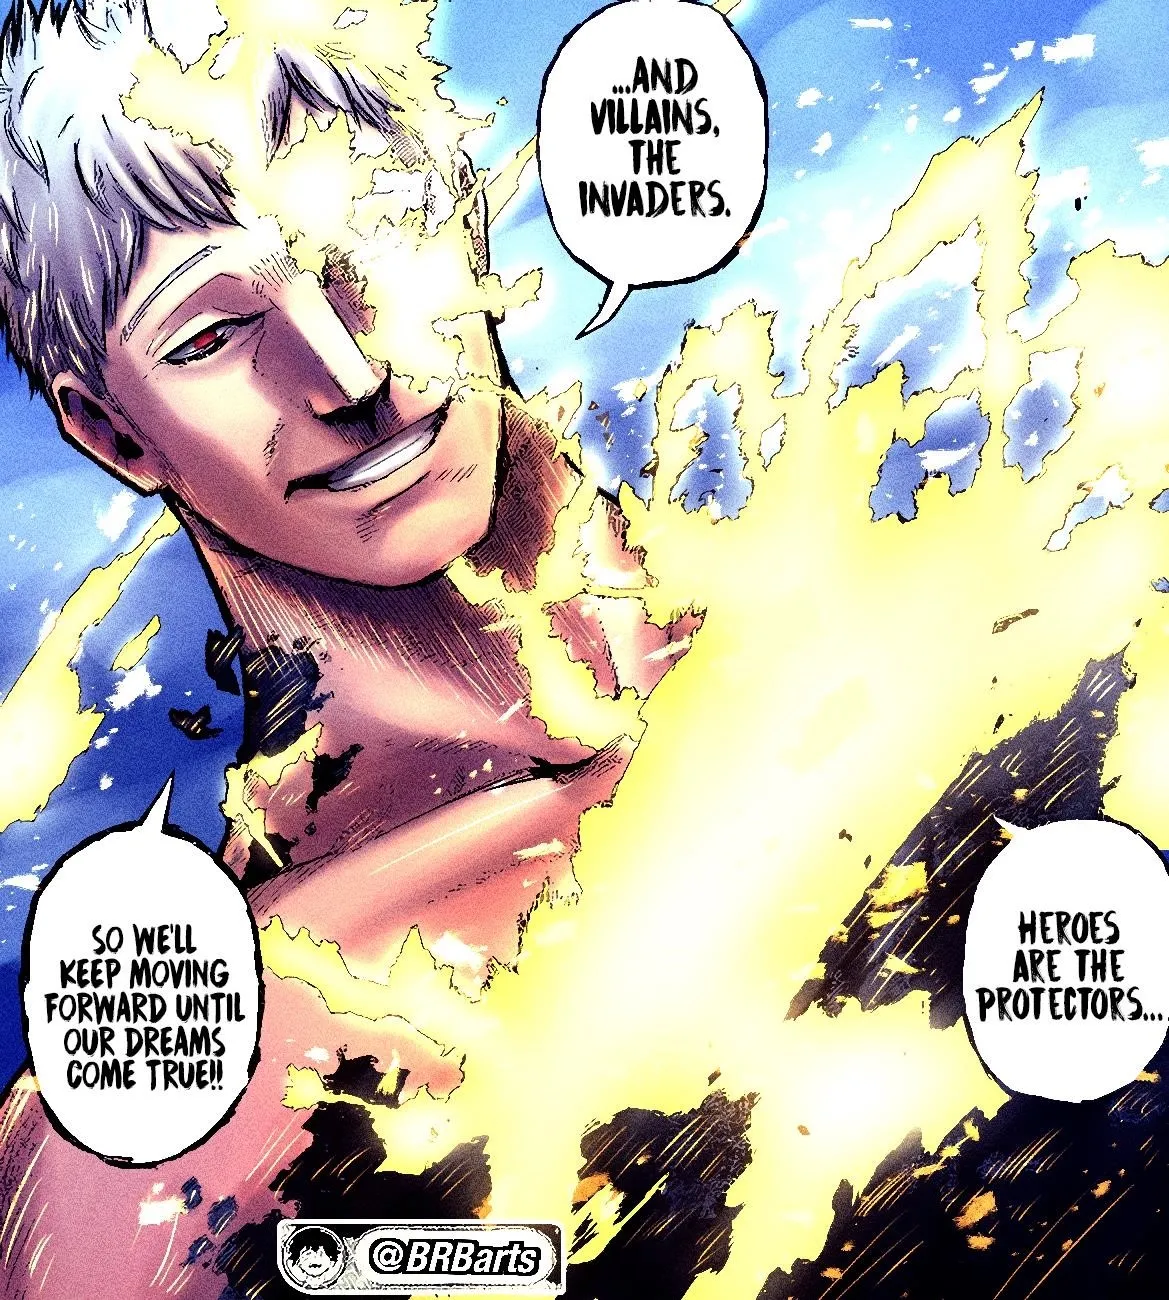 HEROES
ARE THE
PROTECTORS...
...AND
VILLAINS,
THE
INVADERS.
SO WE'LL
KEEP MOVING
FORWARD UNTIL
OUR DREAMS
COME TRUE!!
@BRBarts